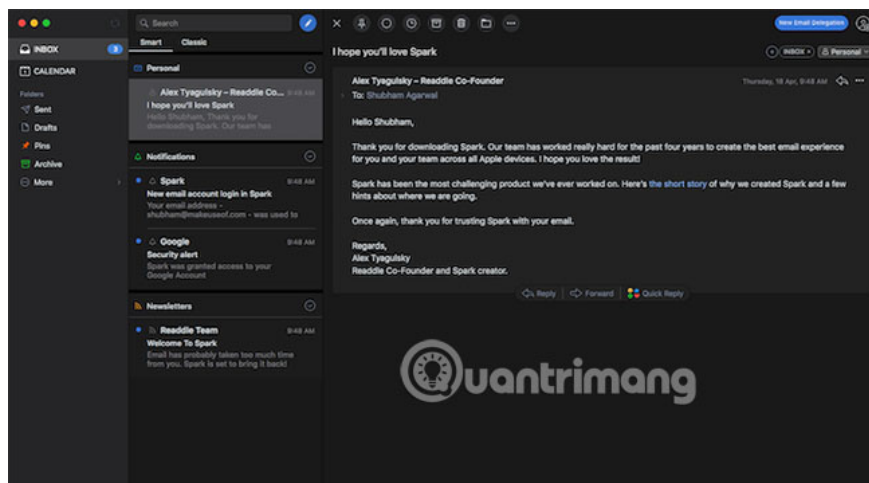 INBOX
3
CALENDAR
Folders
Sent
Drafts
Pins
Archive
More
Search
Smart Classic
Personal
Alex Tyagulsky – Readdle Co... 9:48 AM
I hope you'll love Spark
Hello Shubham, Thank you for
downloading Spark. Our team has
Notifications
Spark 9:48 AM
New email account login in Spark
Your email address -
shubham@makeuseof.com - was used to
Google 9:48 AM
Security alert
Spark was granted access to your
Google Account
Newsletters
Readdle Team 9:48 AM
Welcome To Spark
Email has probably taken too much time
from you. Spark is set to bring it back!
New Email Delegation
I hope you'll love Spark
INBOX
Personal
Alex Tyagulsky – Readdle Co-Founder
Thursday, 18 Apr, 9:48 AM
To: Shubham Agarwal
Hello Shubham,
Thank you for downloading Spark. Our team has worked really hard for the past four years to create the best email experience
for you and your team across all Apple devices. I hope you love the result!
Spark has been the most challenging product we've ever worked on. Here's the short story of why we created Spark and a few
hints about where we are going.
Once again, thank you for trusting Spark with your email.
Regards,
Alex Tyagulsky
Readdle Co-Founder and Spark creator.
Reply Forward Quick Reply
Quantrimang